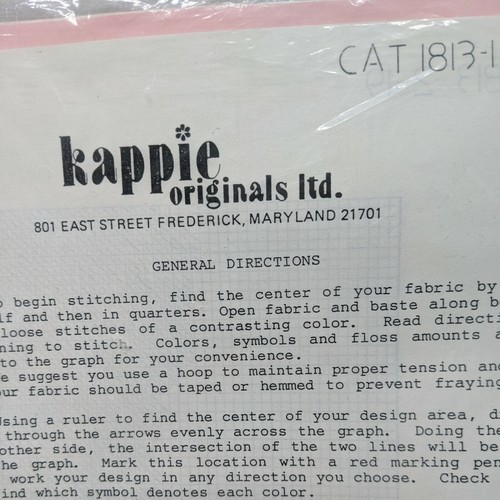 CAT 1813-1
kappie
originals ltd.
801 EAST STREET FREDERICK, MARYLAND 21701
GENERAL DIRECTIONS
begin stitching, find the center of your fabric by
and then in quarters. Open fabric and baste along
loose stitches of a contrasting color. Read
to stitch. Colors, symbols and floss amounts
to the graph for your convenience.
suggest you use a hoop to maintain proper tension and
fabric should be taped or hemmed to prevent fraying
Using a ruler to find the center of your design area,
through the arrows evenly across the graph. Doing the
other side, the intersection of the two lines will be
the graph. Mark this location with a red marking pen
work your design in any direction you choose. Check
find which symbol denotes each color.